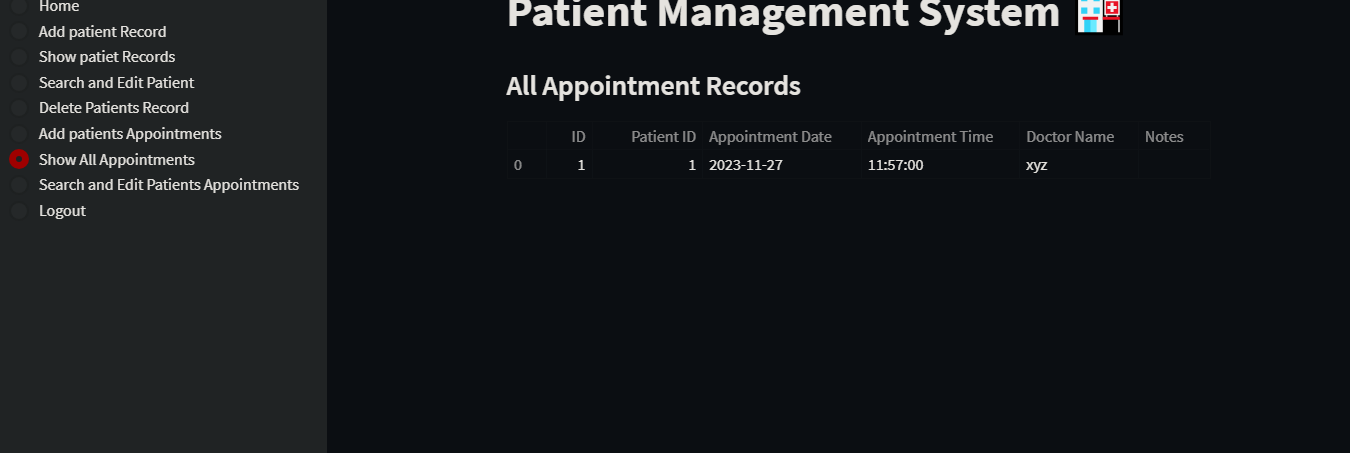 Home
Add patient Record
Show patiet Records
Search and Edit Patient
Delete Patients Record
Add patients Appointments
Show All Appointments
Search and Edit Patients Appointments
Logout
Patient Management System
All Appointment Records
ID Patient ID Appointment Date Appointment Time Doctor Name Notes
0 1 1 2023-11-27 11:57:00 xyz